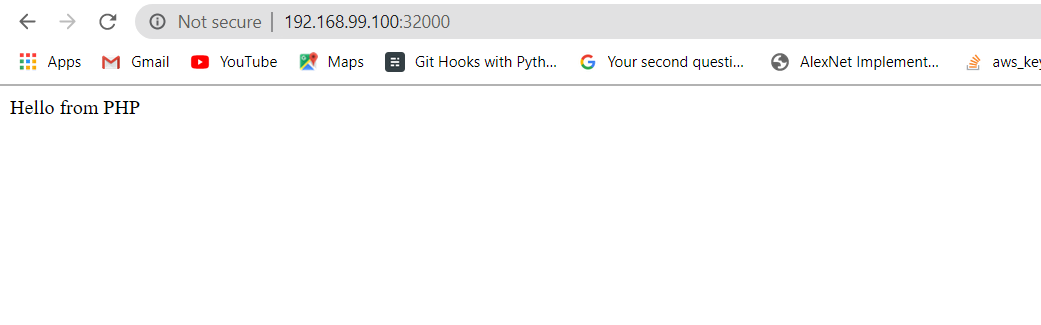 Not secure | 192.168.99.100:32000
Apps Gmail YouTube Maps Git Hooks with Pyth... Your second questi... AlexNet Implement... aws_key
Hello from PHP